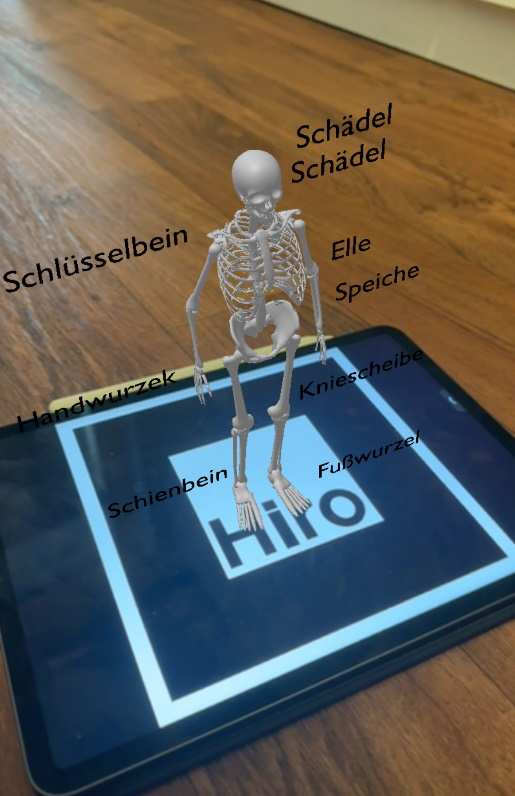 Schädel
Schädel
Schlüsselbein
Elle
Speiche
Kniescheibe
Handwurzek
Fußwurzel
Schienbein
Hiro